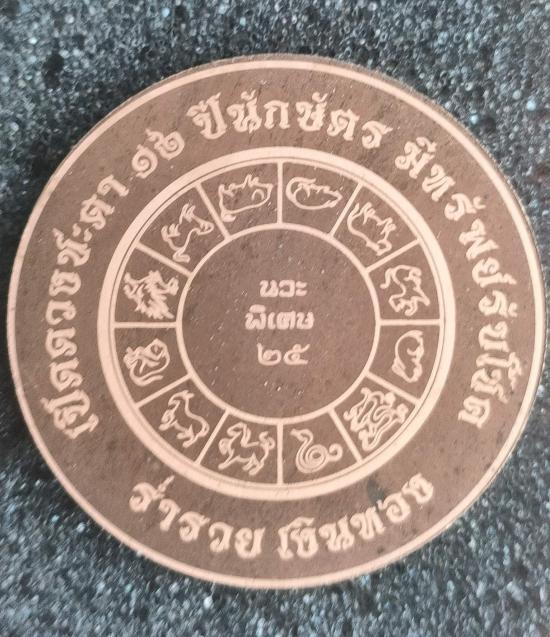 เปิดดวงชะตา ๑๒ ปีนักษัตร มีทรัพย์รับโชค
ร่ำรวย เงินทอง
นวะ
พิเศษ
๒๕